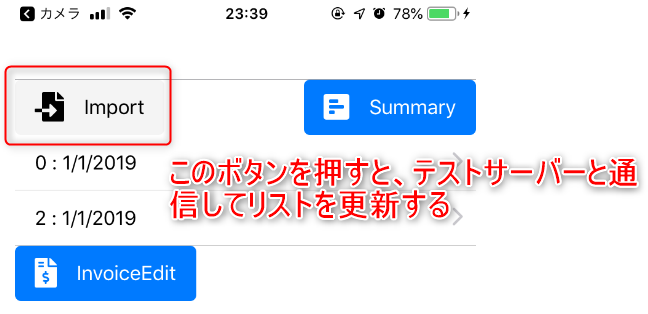 カメラ 23:39 78%
Import Summary
0 : 1/1/2019
このボタンを押すと、テストサーバーと通
信してリストを更新する
2 : 1/1/2019
InvoiceEdit